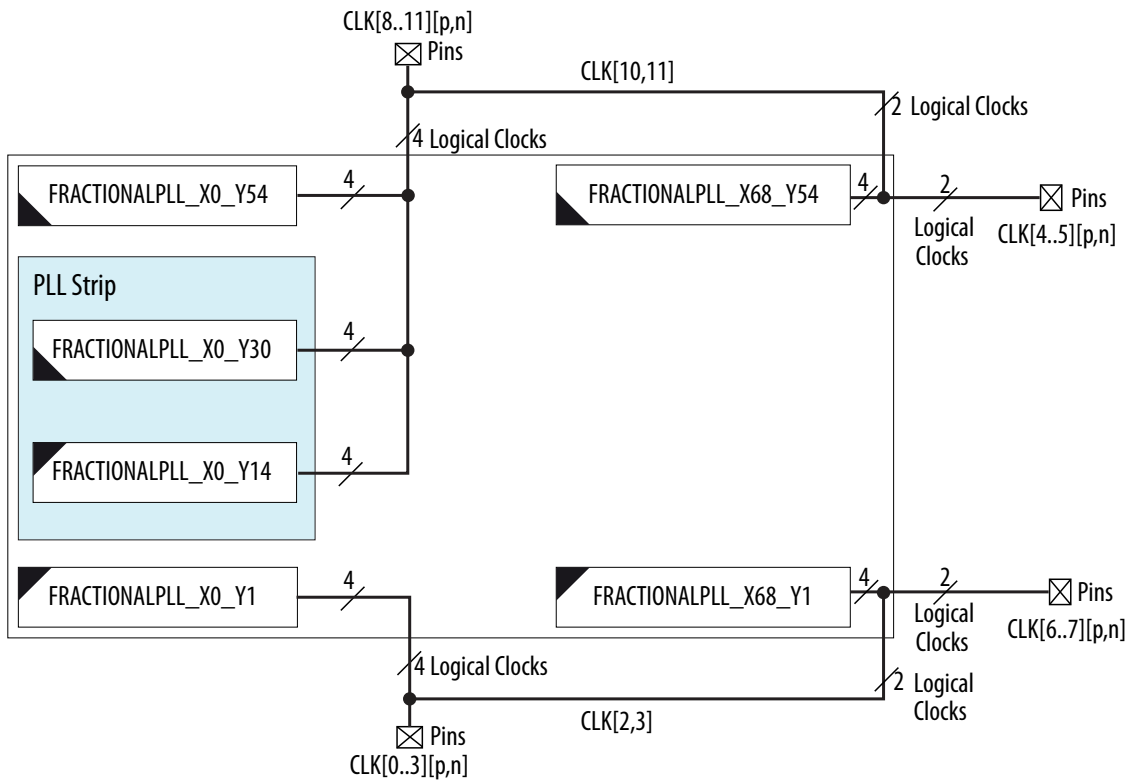 CLK[8..11][p,n]
Pins
CLK[10,11]
2 Logical Clocks
4 Logical Clocks
FRACTIONALPLL_X0_Y54
4
FRACTIONALPLL_X68_Y54
4
2
Pins
Logical
Clocks
CLK[4..5][p,n]
PLL Strip
FRACTIONALPLL_X0_Y30
4
FRACTIONALPLL_X0_Y14
4
FRACTIONALPLL_X0_Y1
4
FRACTIONALPLL_X68_Y1
4
2
Pins
Logical
Clocks
CLK[6..7][p,n]
4 Logical Clocks
2 Logical
Clocks
CLK[2,3]
Pins
CLK[0..3][p,n]